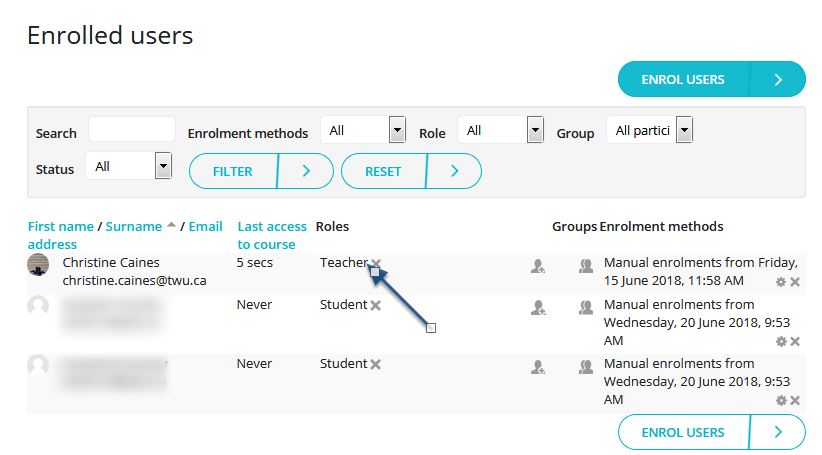 Enrolled users
ENROL USERS
Search Enrolment methods All Role All Group All partici
Status All FILTER RESET
First name / Surname / Email address Last access to course Roles Groups Enrolment methods
Christine Caines 5 secs Teacher Manual enrolments from Friday,
christine.caines@twu.ca 15 June 2018, 11:58 AM
Never Student Manual enrolments from
Wednesday, 20 June 2018, 9:53
AM
Never Student Manual enrolments from
Wednesday, 20 June 2018, 9:53
AM
ENROL USERS